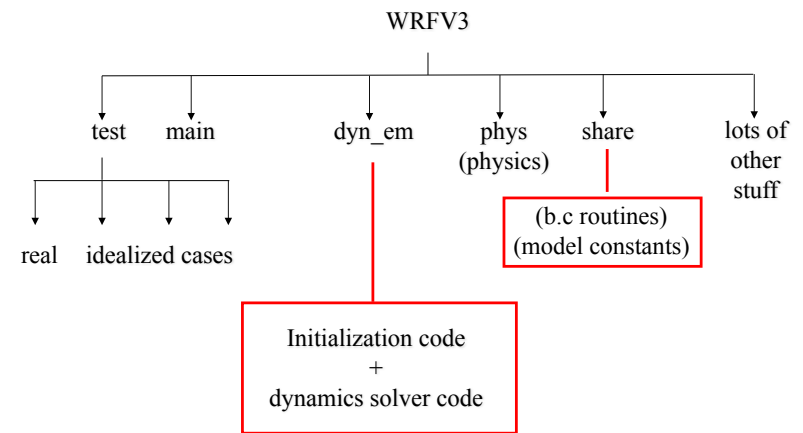 WRFV3
test
main
dyn_em
phys
(physics)
share
lots of
other
stuff
real
idealized cases
(b.c routines)
(model constants)
Initialization code
+
dynamics solver code